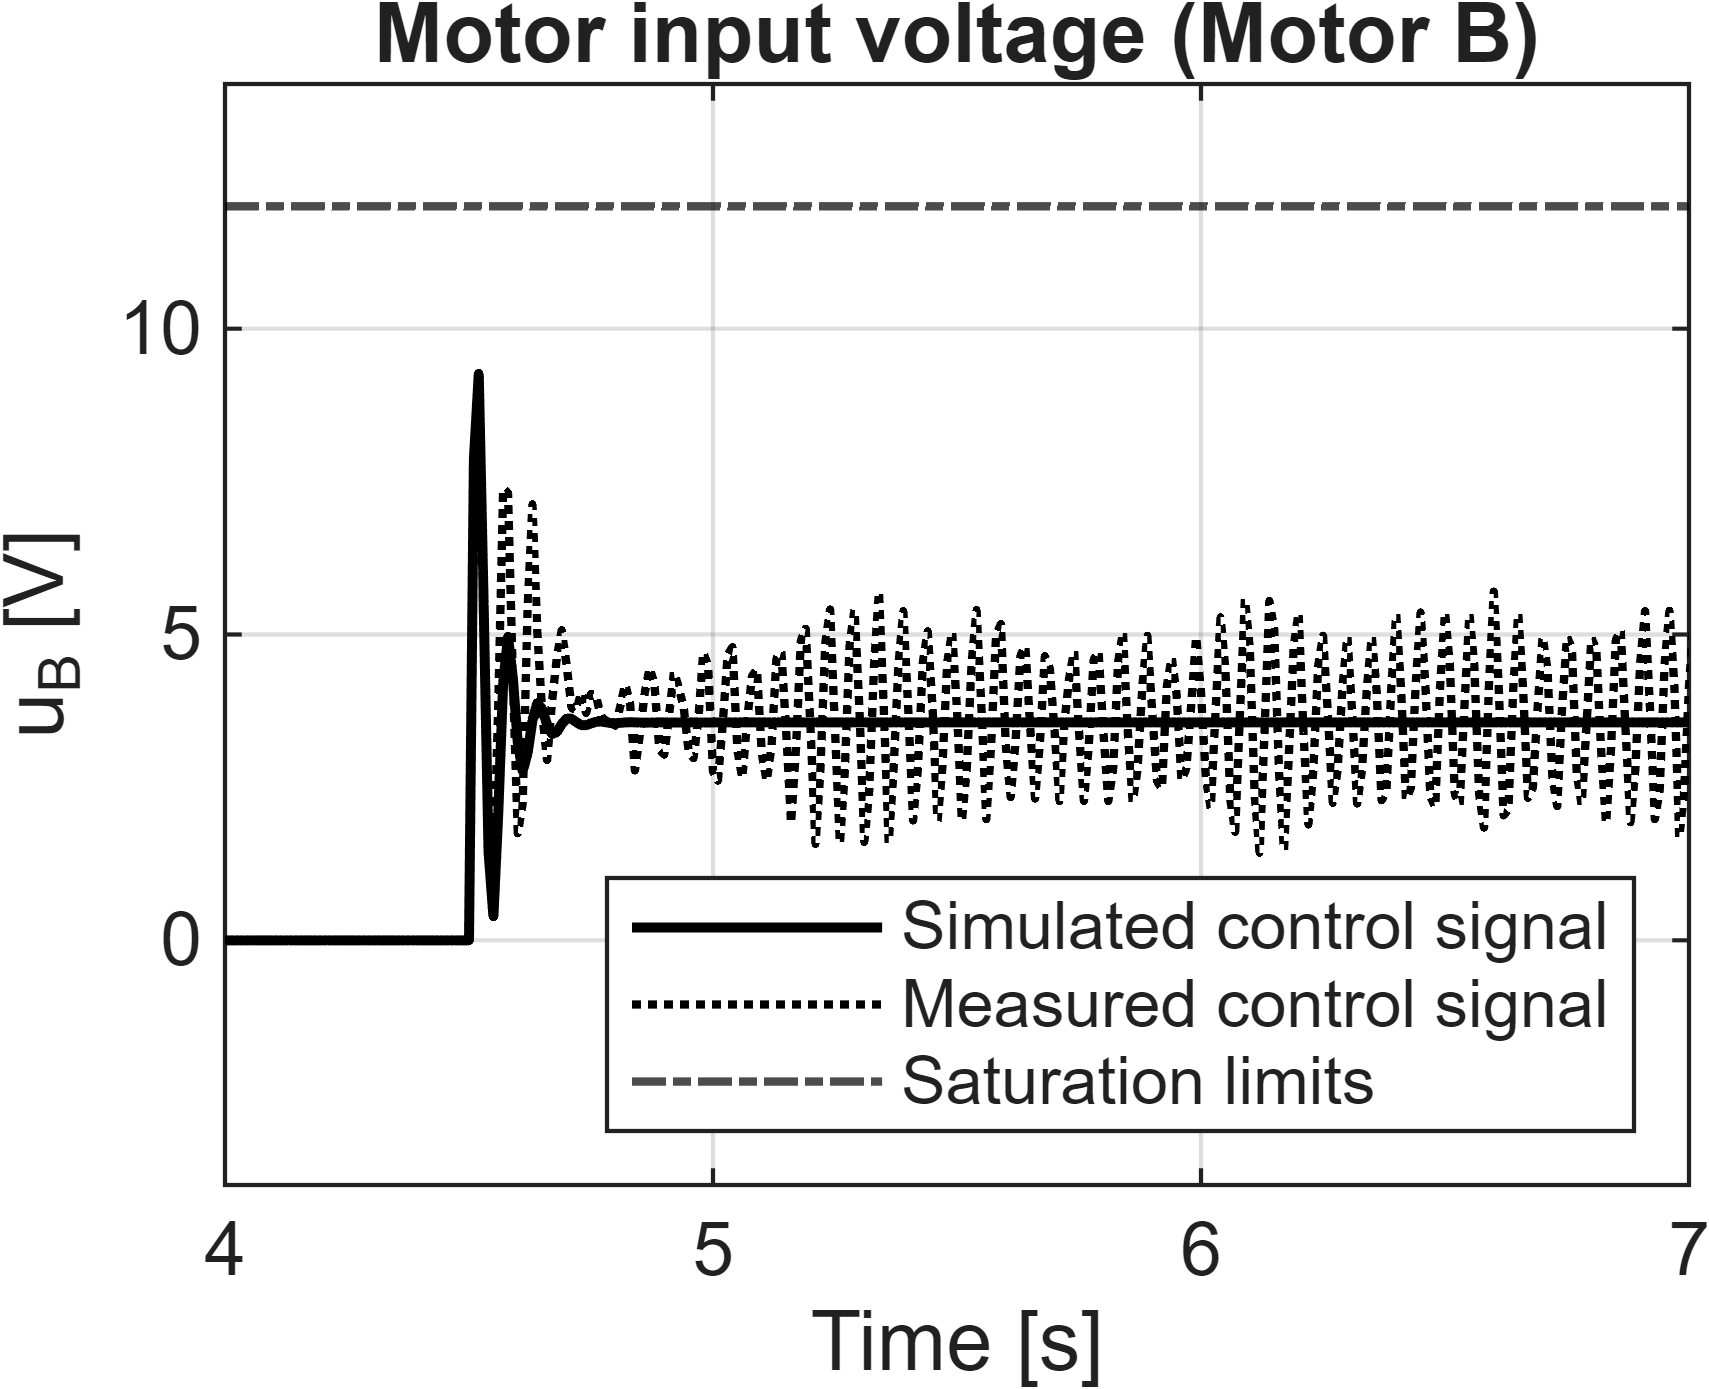 Motor input voltage (Motor B)
10
5
0
u_B [V]
Simulated control signal
Measured control signal
Saturation limits
4 5 6 7
Time [s]